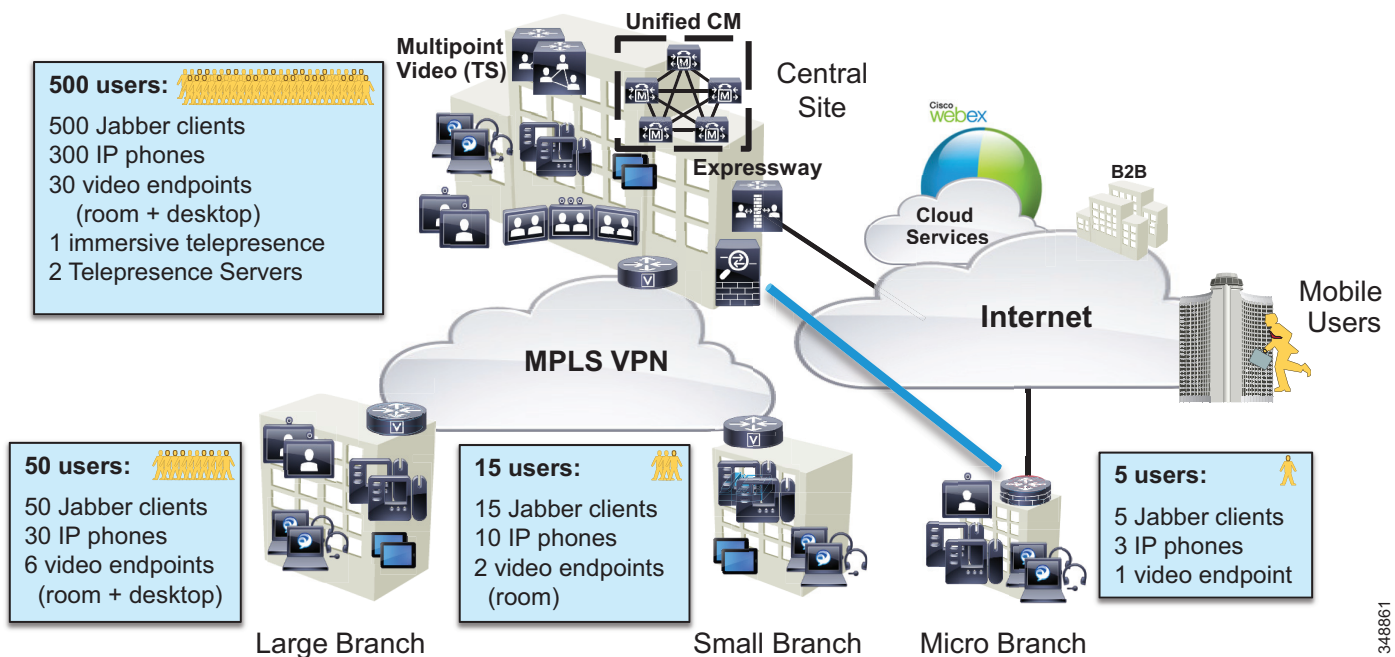 Unified CM
Multipoint
Video (TS)
Central
Site
500 users:
500 Jabber clients
300 IP phones
30 video endpoints
(room + desktop)
1 immersive telepresence
2 Telepresence Servers
M
M
M
M
M
Expressway
Cisco
webex
Cloud
Services
B2B
Internet
Mobile
Users
V
MPLS VPN
V
V
50 users:
50 Jabber clients
30 IP phones
6 video endpoints
(room + desktop)
15 users:
15 Jabber clients
10 IP phones
2 video endpoints
(room)
5 users:
5 Jabber clients
3 IP phones
1 video endpoint
Large Branch
Small Branch
Micro Branch
348861